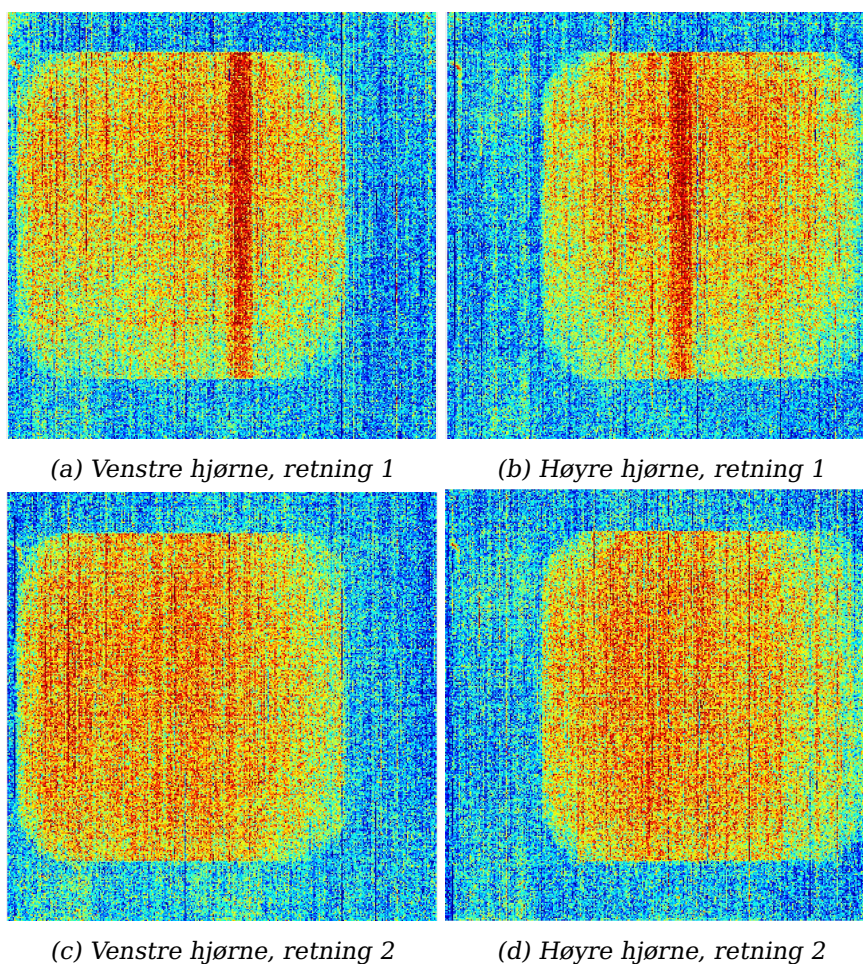 (a) Venstre hjørne, retning 1
(b) Høyre hjørne, retning 1
(c) Venstre hjørne, retning 2
(d) Høyre hjørne, retning 2